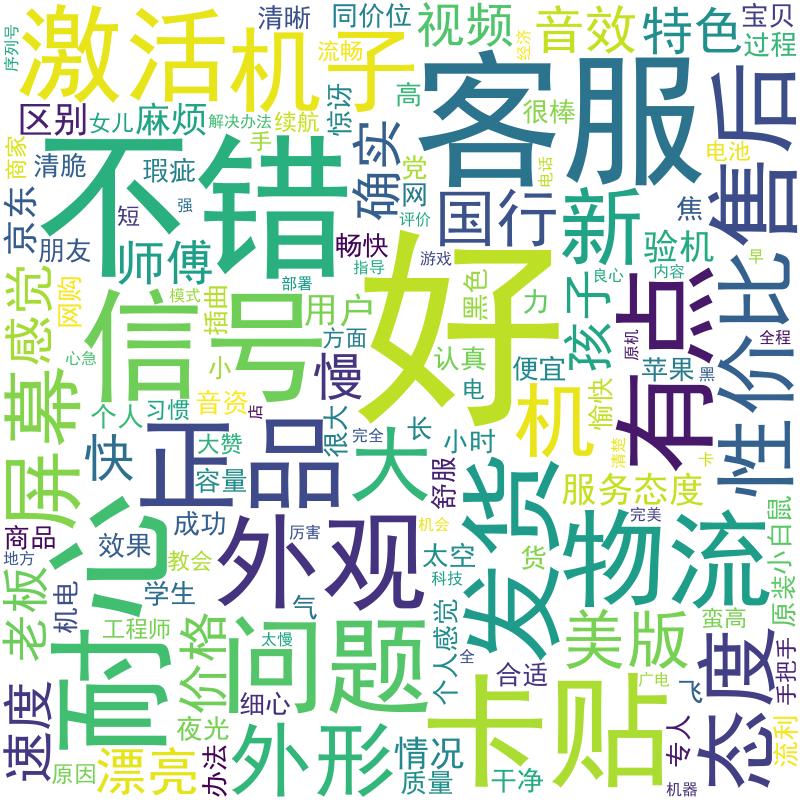 序列号
激活
清晰
机子
流畅
同价位
视频
经济
音效
特色
宝贝
过程
客服
区别
女儿
麻烦
解决办法
续航
手
惊讶
高
很棒
商家
清脆
瑕疵
不错
确实
党
网
评价
电话
电池
售后
京东
短
强
国行
新
焦
朋友
师傅
畅快
指导
游戏
验机
感觉
网购
部署
好
黑色
力
孩子
良心
内容
早
有点
性价比
模式
插曲
用户
信号
方面
原机
全程
心急
小
慢
认真
电
便宜
苹果
黑
屏幕
个人
习惯
音资
店
很大
完全
机
愉快
快
正品
大赞
容量
大
长
小时
舒服
清楚
卡
服务态度
耐心
商品
地方
成功
效果
教会
外观
厉害
机会
发货
货
物流
完美
原装小白鼠
太空
科技
老板
机电
学生
气
工程师
价格
问题
太慢
个人感觉
全
合适
美版
蛮高
态度
手把手
速度
细心
夜光
卡贴
广电
飞
专人
流利
原因
漂亮
办法
外形
情况
质量
干净
机器